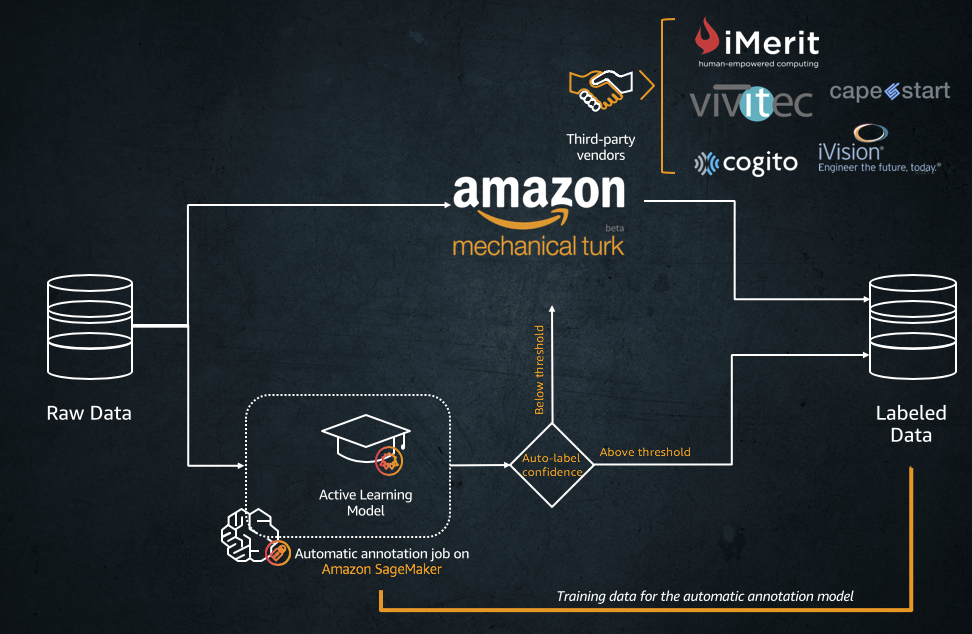 iMerit
human-empowered computing
vivitec
cape start
Third-party
vendors
cogito
iVision®
Engineer the future, today.®
amazon
beta
mechanical turk
Raw Data
Below threshold
Labeled
Data
Auto-label
confidence
Above threshold
Active Learning
Model
Automatic annotation job on
Amazon SageMaker
Training data for the automatic annotation model